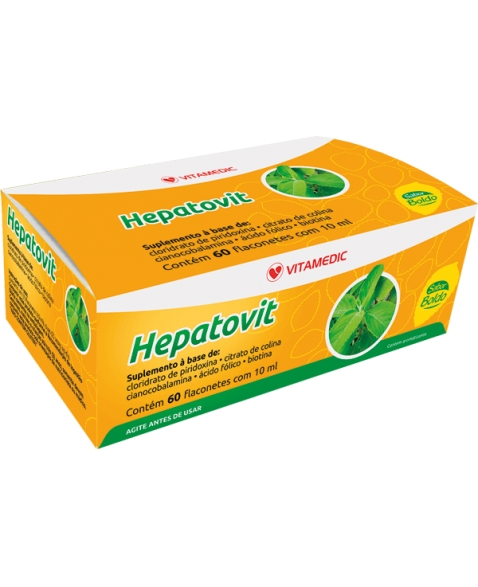 VITAMEDIC
Hepatovit
Suplemento à base de:
cloridrato de piridoxina • citrato de colina
cianocobalamina • ácido fólico • biotina
Contém 60 flaconetes com 10 ml
Sabor
Boldo
VITAMEDIC
Hepatovit
Suplemento à base de:
cloridrato de piridoxina • citrato de colina
cianocobalamina • ácido fólico • biotina
Contém 60 flaconetes com 10 ml
Sabor
Boldo
AGITE ANTES DE USAR